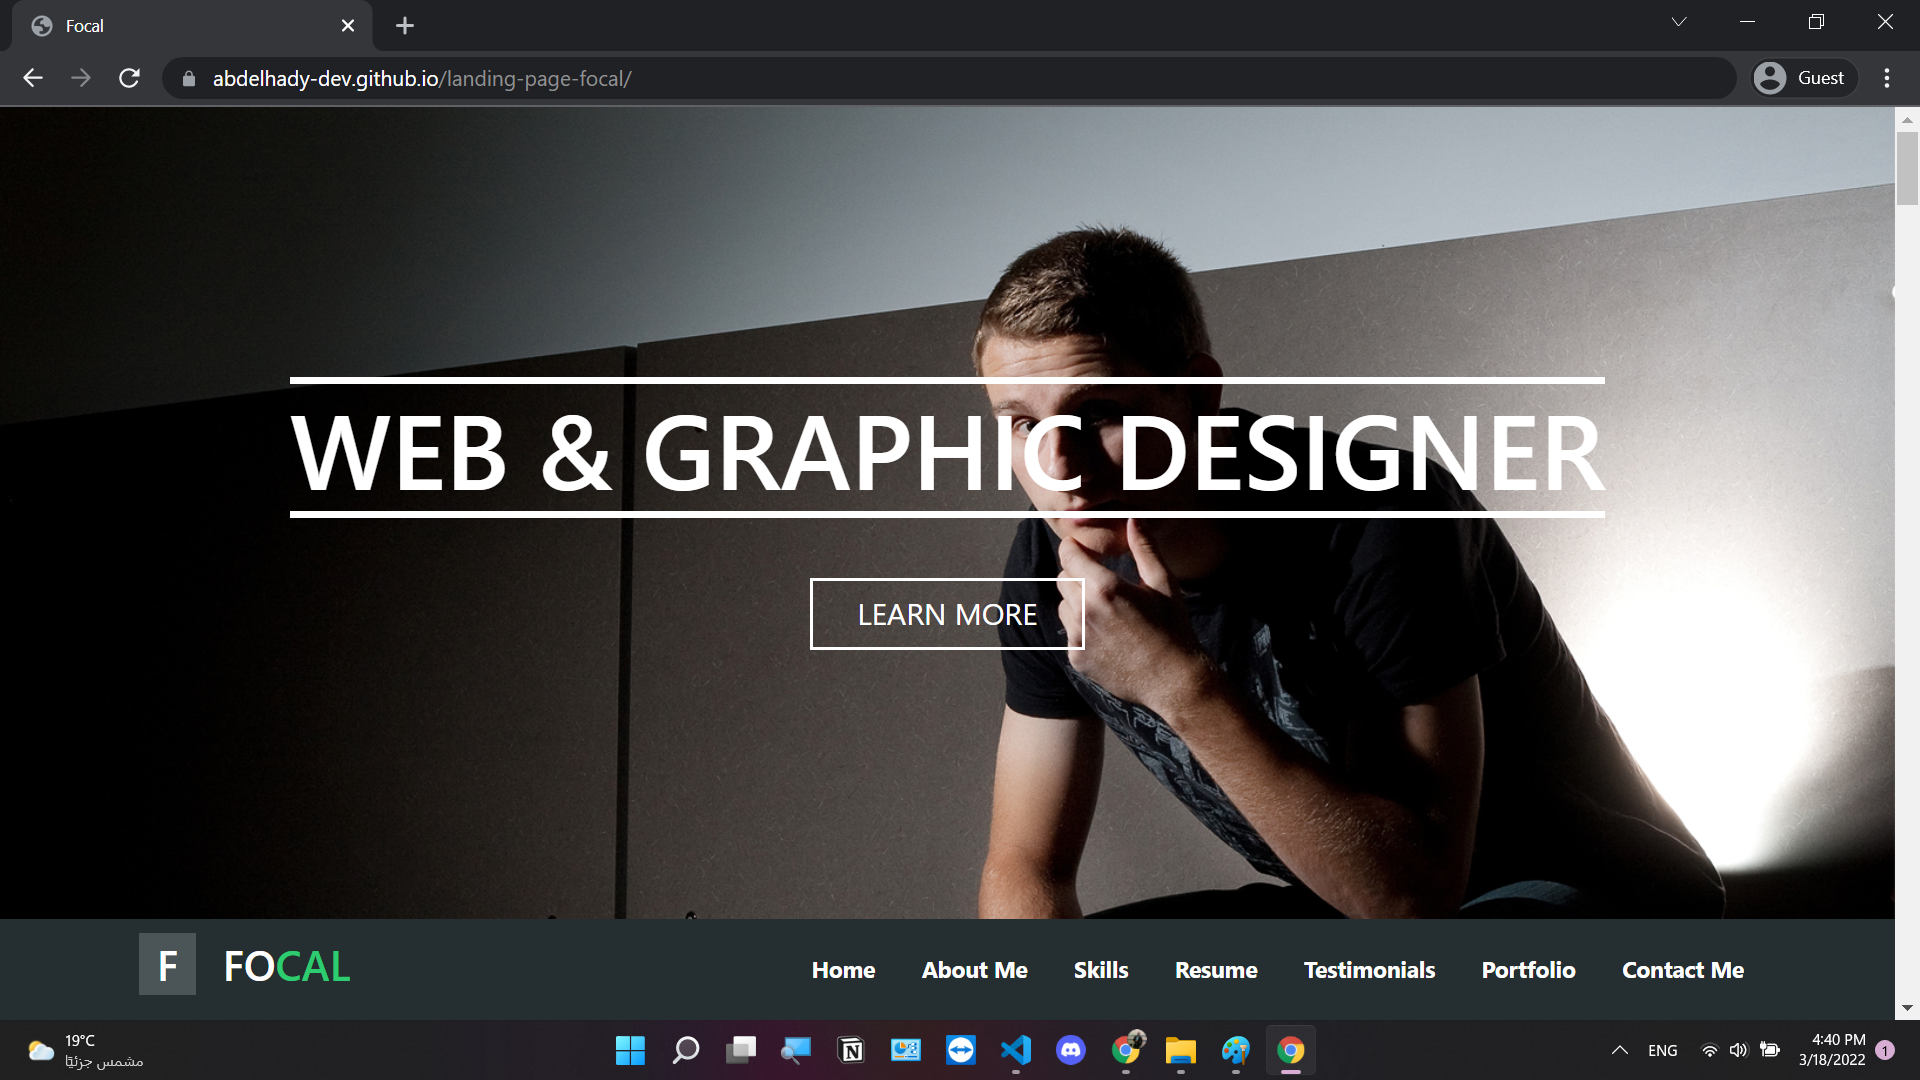 Focal
abdelhady-dev.github.io/landing-page-focal/
Guest
WEB & GRAPHIC DESIGNER
LEARN MORE
F FOCAL
Home About Me Skills Resume Testimonials Portfolio Contact Me
19°C
مشمس جزئيًا
ENG
4:40 PM
3/18/2022
1